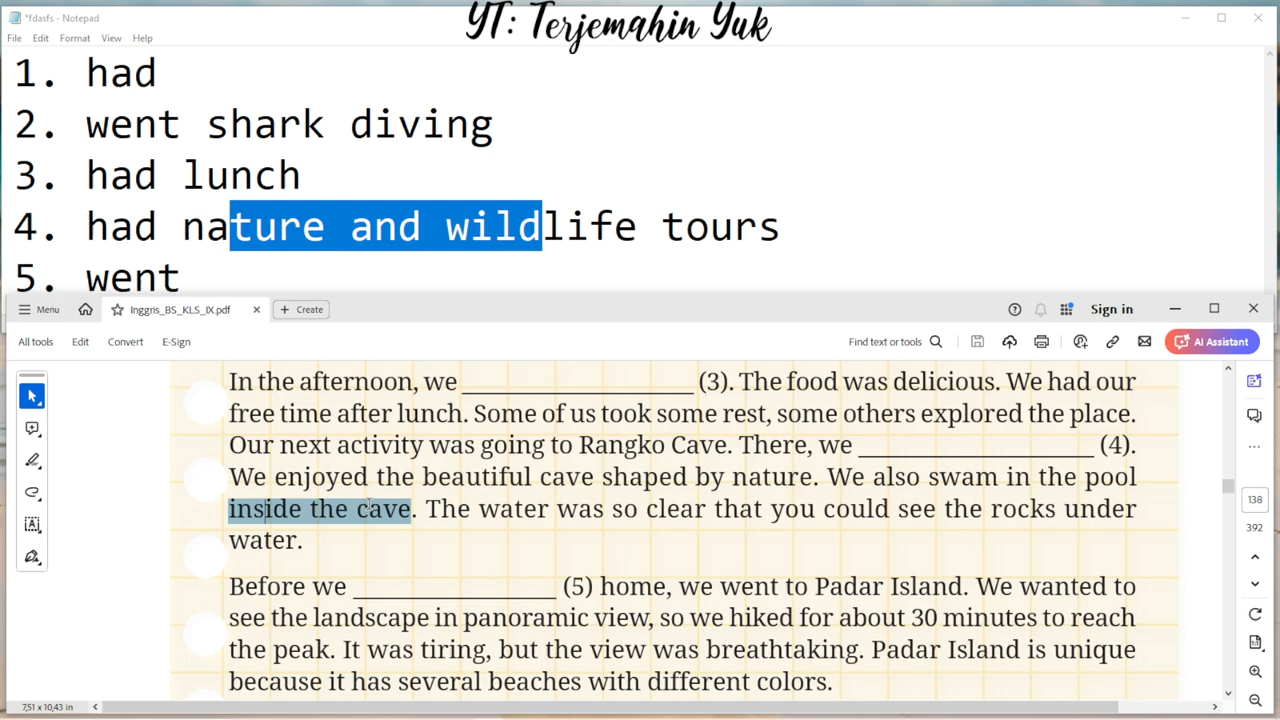 *fdasfs - Notepad
YT: Terjemahin Yuk
File Edit Format View Help
1. had
2. went shark diving
3. had lunch
4. had nature and wildlife tours
5. went
Menu Inggris_BS_KLS_IX.pdf Create Sign in
All tools Edit Convert E-Sign Find text or tools AI Assistant
In the afternoon, we ______________________ (3). The food was delicious. We had our
free time after lunch. Some of us took some rest, some others explored the place.
Our next activity was going to Rangko Cave. There, we ______________________ (4).
We enjoyed the beautiful cave shaped by nature. We also swam in the pool
inside the cave. The water was so clear that you could see the rocks under
water.
Before we ___________________ (5) home, we went to Padar Island. We wanted to
see the landscape in panoramic view, so we hiked for about 30 minutes to reach
the peak. It was tiring, but the view was breathtaking. Padar Island is unique
because it has several beaches with different colors.
138
392
7,51 x 10,43 in